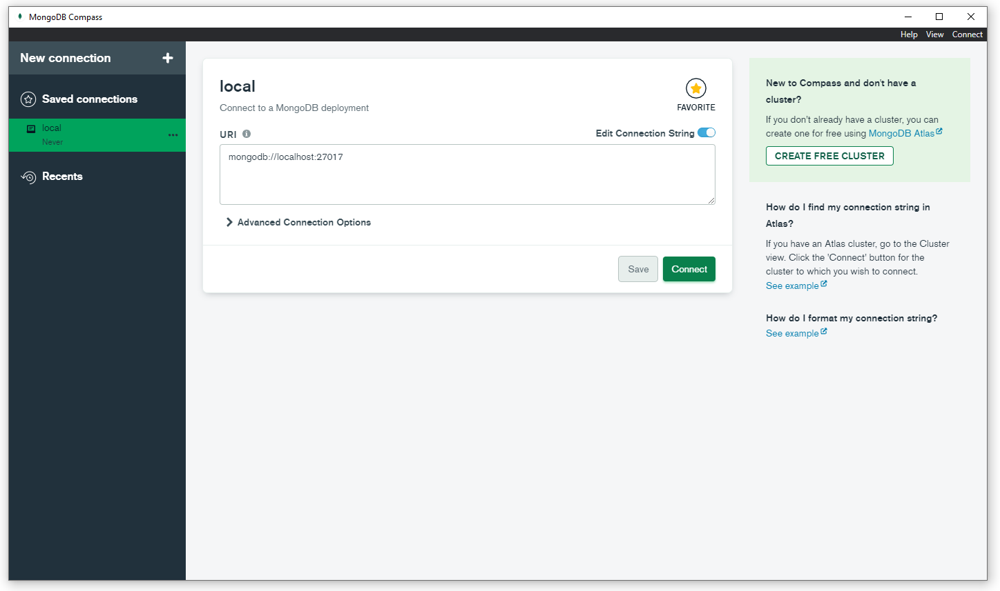 MongoDB Compass
Help View Connect
New connection
Saved connections
local
Never
Recents
local
Connect to a MongoDB deployment
FAVORITE
URI
Edit Connection String
mongodb://localhost:27017
Advanced Connection Options
Save Connect
New to Compass and don't have a
cluster?
If you don't already have a cluster, you can
create one for free using MongoDB Atlas
CREATE FREE CLUSTER
How do I find my connection string in
Atlas?
If you have an Atlas cluster, go to the Cluster
view. Click the 'Connect' button for the
cluster to which you wish to connect.
See example
How do I format my connection string?
See example